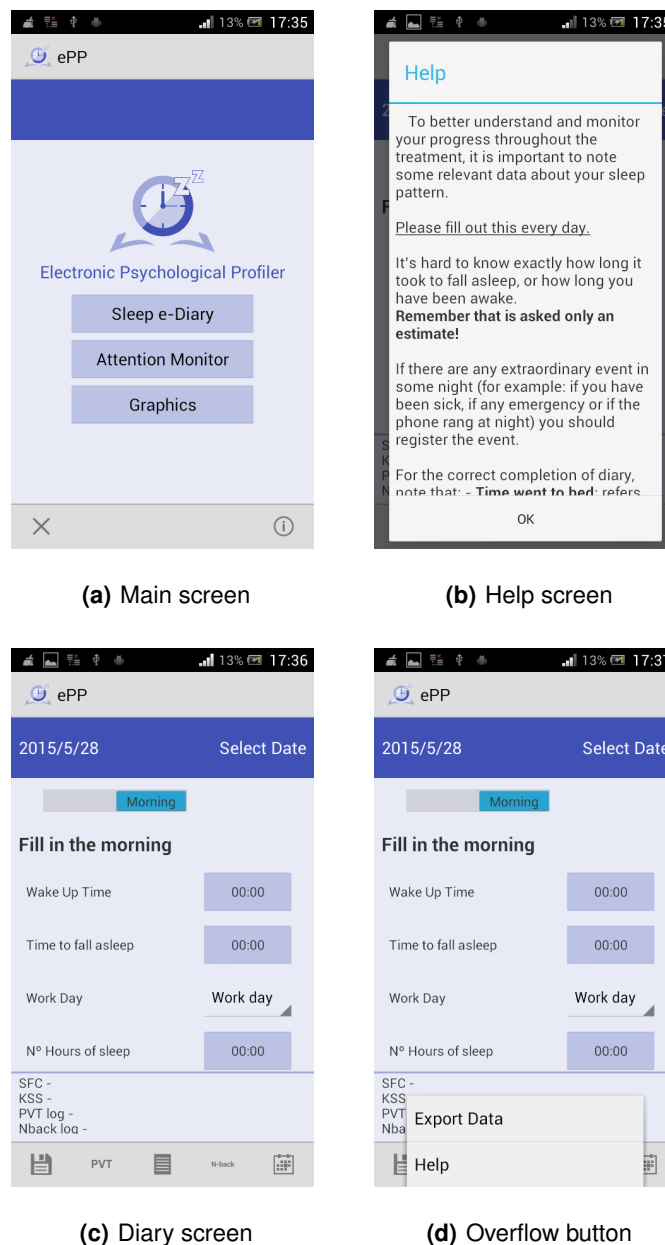 13% 17:35
ePP
Electronic Psychological Profiler
Sleep e-Diary
Attention Monitor
Graphics
(a) Main screen
13% 17:35
Help
To better understand and monitor
your progress throughout the
treatment, it is important to note
some relevant data about your sleep
pattern.
Please fill out this every day.
It's hard to know exactly how long it
took to fall asleep, or how long you
have been awake.
Remember that is asked only an
estimate!
If there are any extraordinary event in
some night (for example: if you have
been sick, if any emergency or if the
phone rang at night) you should
register the event.
For the correct completion of diary,
note that: - Time went to bed: refers
OK
(b) Help screen
13% 17:36
ePP
2015/5/28 Select Date
Morning
Fill in the morning
Wake Up Time 00:00
Time to fall asleep 00:00
Work Day Work day
Nº Hours of sleep 00:00
SFC -
KSS -
PVT log -
Nback log -
PVT N-back
(c) Diary screen
13% 17:37
ePP
2015/5/28 Select Date
Morning
Fill in the morning
Wake Up Time 00:00
Time to fall asleep 00:00
Work Day Work day
Nº Hours of sleep 00:00
SFC -
KSS
PVT
Nba
Export Data
Help
(d) Overflow button